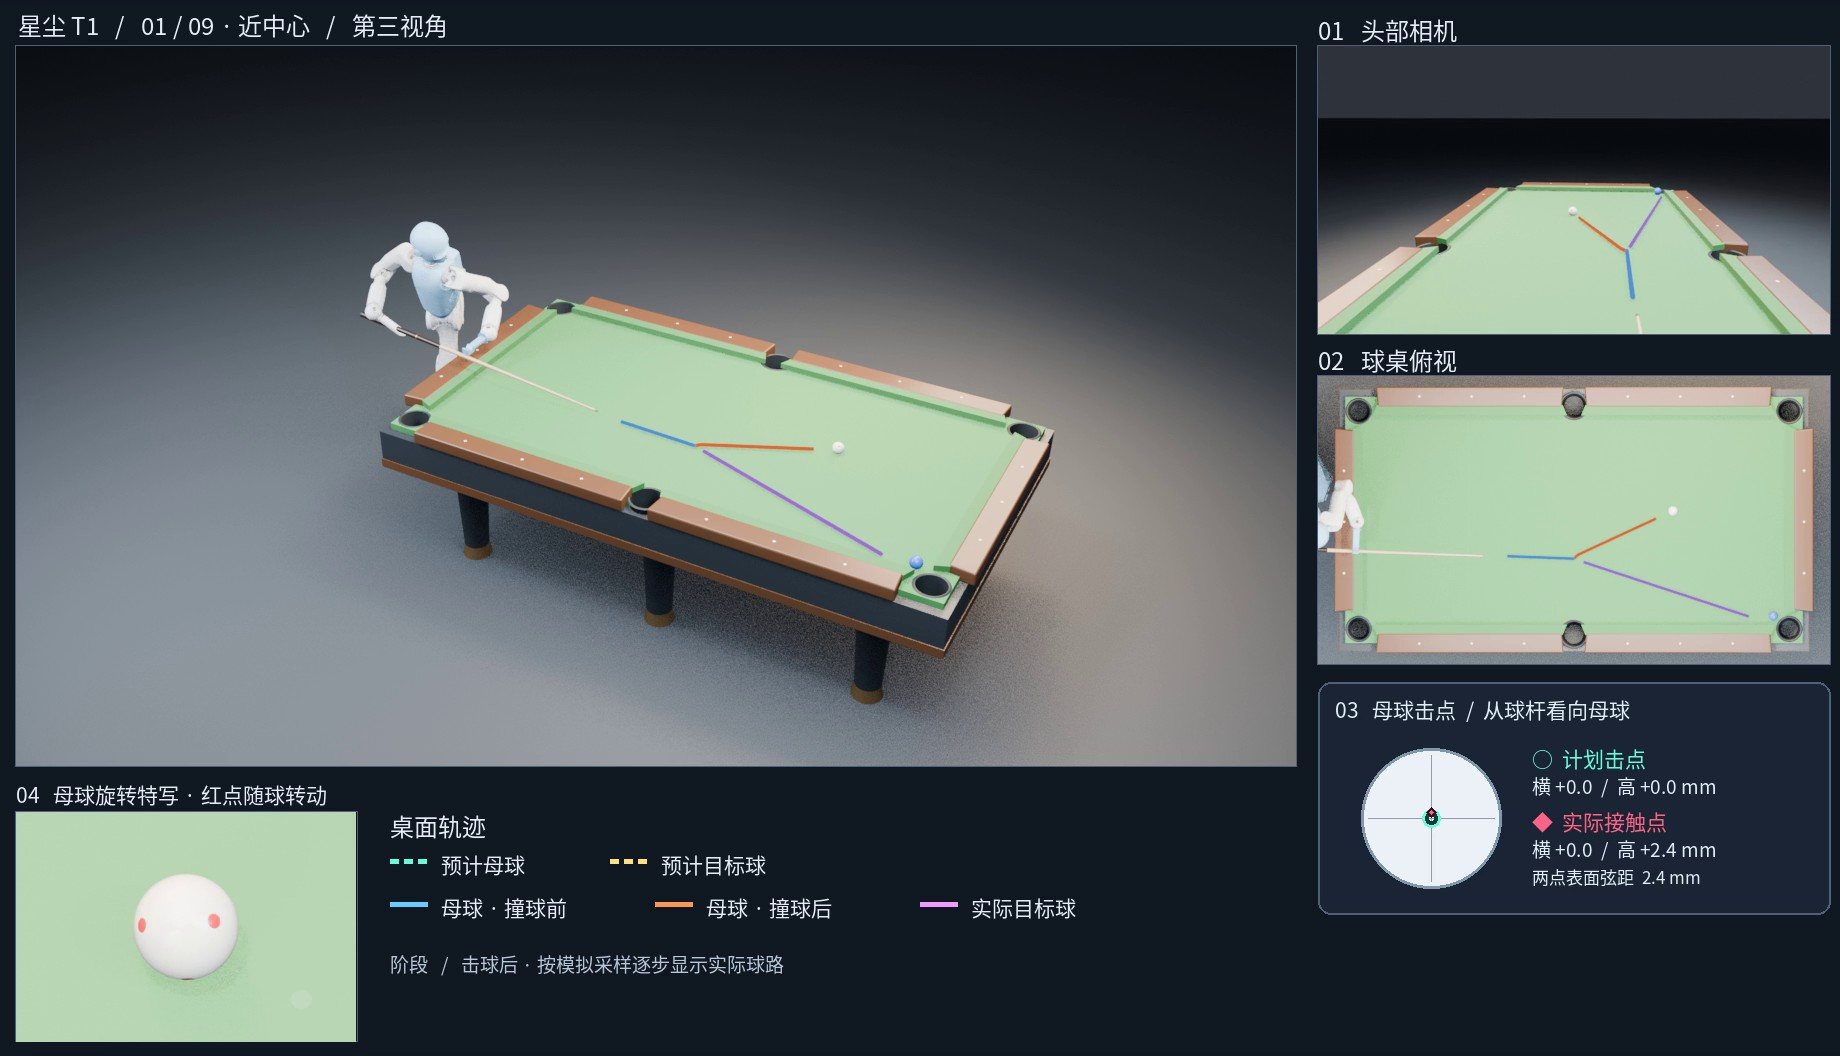 星尘 T1 / 01 / 09 · 近中心 / 第三视角
01 头部相机
02 球桌俯视
03 母球击点 / 从球杆看向母球
计划击点
横 +0.0 / 高 +0.0 mm
实际接触点
横 +0.0 / 高 +2.4 mm
两点表面弦距 2.4 mm
04 母球旋转特写 · 红点随球转动
桌面轨迹
预计母球
预计目标球
母球 · 撞球前
母球 · 撞球后
实际目标球
阶段 / 击球后 · 按模拟采样逐步显示实际球路